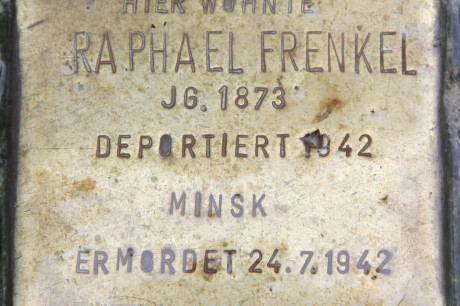 HIER WOHNTE
RAPHAEL FRENKEL
JG. 1873
DEPORTIERT 1942
MINSK
ERMORDET 24.7.1942